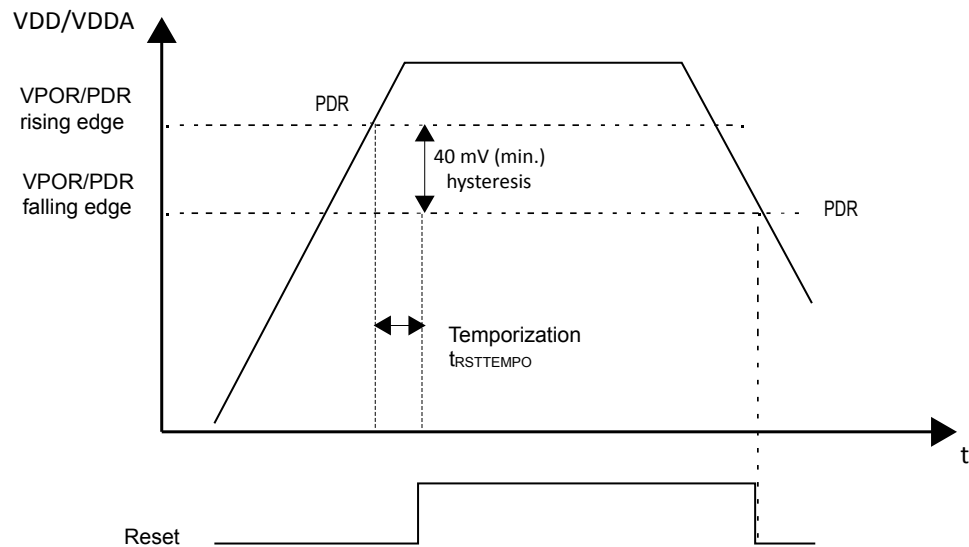 VDD/VDDA
VPOR/PDR
rising edge
PDR
40 mV (min.)
hysteresis
VPOR/PDR
falling edge
PDR
Temporization
tRSTTEMPO
t
Reset